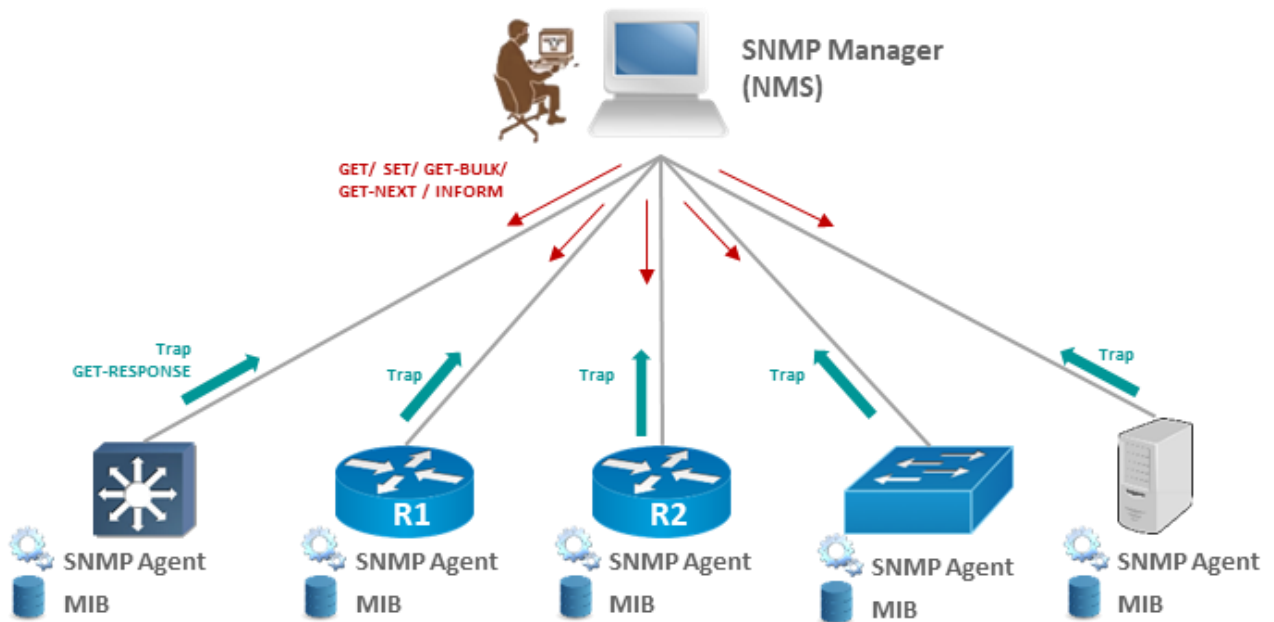 SNMP Manager
(NMS)
GET/ SET/ GET-BULK/
GET-NEXT / INFORM
Trap
GET-RESPONSE
Trap
Trap
Trap
Trap
R1
R2
SNMP Agent
MIB
SNMP Agent
MIB
SNMP Agent
MIB
SNMP Agent
MIB
SNMP Agent
MIB